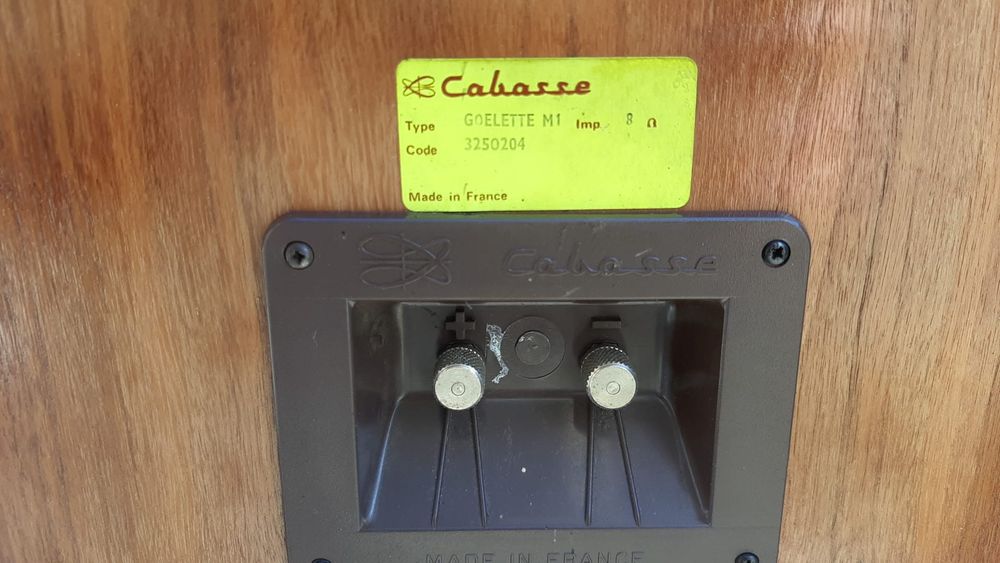 Cabasse
Type GOELETTE M1 Imp. 8 Ω
Code 3250204
Made in France
Cabasse
+ −
MADE IN FRANCE